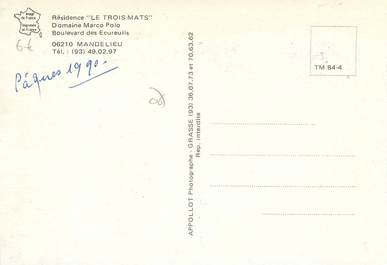 Résidence "LE TROIS MATS"
Domaine Marco Polo
Boulevard des Ecureuils
06210 MANDELIEU
Tél. : (93) 49.02.97
6€
Pâques 1990.
APPOLLOT Photographe - GRASSE (93) 36.07.73 et 70.63.62
Rep. interdite
TM 84-4